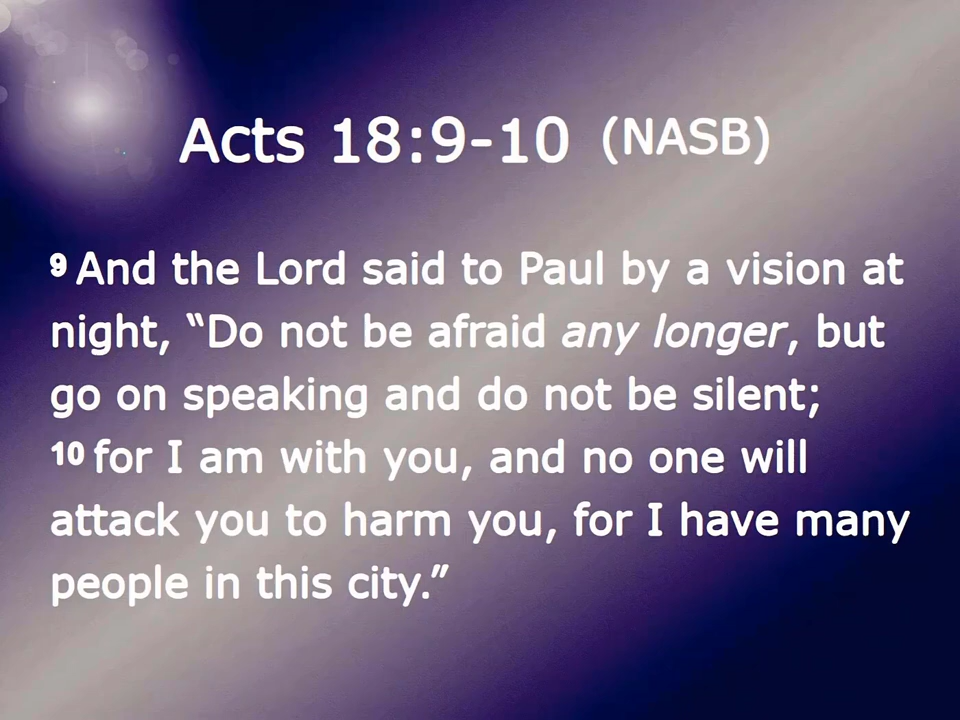 Acts 18:9-10 (NASB)
9 And the Lord said to Paul by a vision at
night, “Do not be afraid any longer, but
go on speaking and do not be silent;
10 for I am with you, and no one will
attack you to harm you, for I have many
people in this city.”